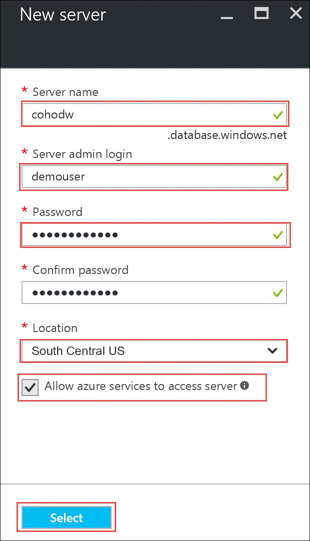 New server
* Server name
cohodw
.database.windows.net
* Server admin login
demouser
* Password
••••••••••••
* Confirm password
••••••••••••
* Location
South Central US
Allow azure services to access server
Select